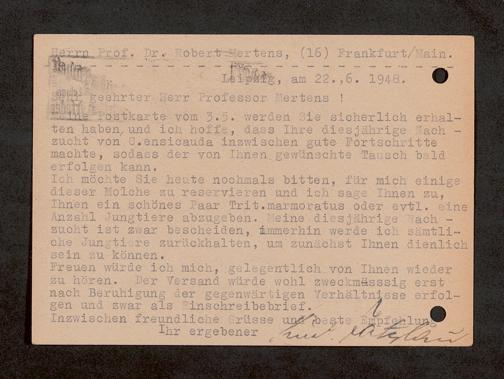 Herrn Prof. Dr. Robert Mertens, (16) Frankfurt/Main.
Leipzig, am 22.,6. 1948.
geehrter Herr Professor Mertens !
Postkarte vom 3.5. werden Sie sicherlich erhal-
ten haben,und ich hoffe, dass Ihre diesjährige Nach -
zucht von C.ensicauda inzwischen gute Fortschritte
machte, sodass der von Ihnen gewünschte Tausch bald
erfolgen kann.
Ich möchte Sie heute nochmals bitten, für mich einige
dieser Molche zu reservieren und ich sage Ihnen zu,
Ihnen ein schönes Paar Trit.marmoratus oder evtl. eine
Anzahl Jungtiere abzugeben. Meine diesjährige Nach -
zucht ist zwar bescheiden, immerhin werde ich sämtli-
che Jungtiere zurückhalten, um zunächst Ihnen dienlich
sein zu können.
Freuen würde ich mich, gelegentlich von Ihnen wieder
zu hören. Der Versand würde wohl zweckmässsig erst
nach Beruhigung der gegenwärtigen Verhältnisse erfol-
gen und zwar als Einschreibebrief.
Inzwischen freundliche Grüsse und beste Empfehlung
Ihr ergebener